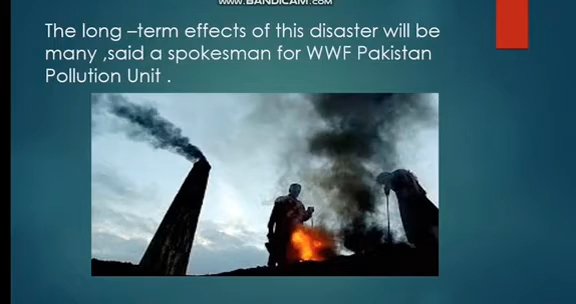 www.BANDICAM.com
The long –term effects of this disaster will be
many ,said a spokesman for WWF Pakistan
Pollution Unit .